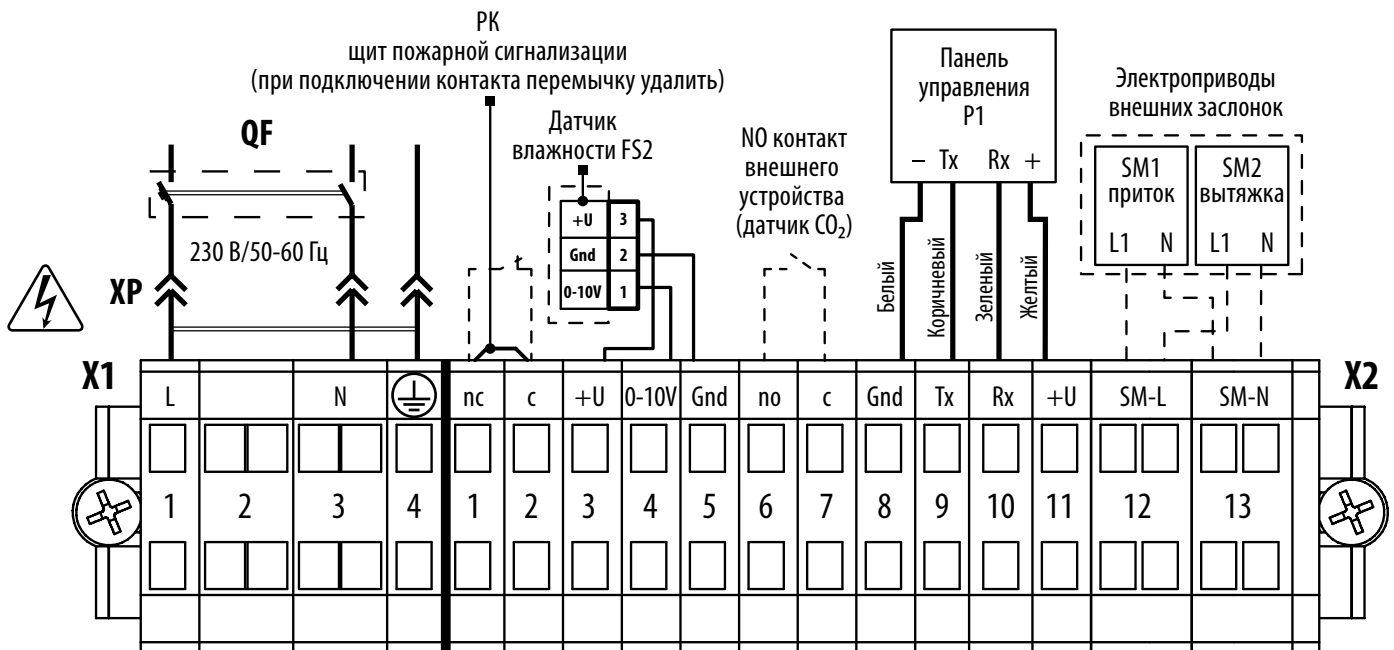 РК
щит пожарной сигнализации
(при подключении контакта перемычку удалить)
QF
230 В/50-60 Гц
XP
Датчик
влажности FS2
+U 3
Gnd 2
0-10V 1
NO контакт
внешнего
устройства
(датчик CO₂)
Панель
управления
P1
– Tx Rx +
Белый
Коричневый
Зеленый
Желтый
Электроприводы
внешних заслонок
SM1
приток
L1 N
SM2
вытяжка
L1 N
X1
X2
L N nc c +U 0-10V Gnd no c Gnd Tx Rx +U SM-L SM-N
1 2 3 4 1 2 3 4 5 6 7 8 9 10 11 12 13